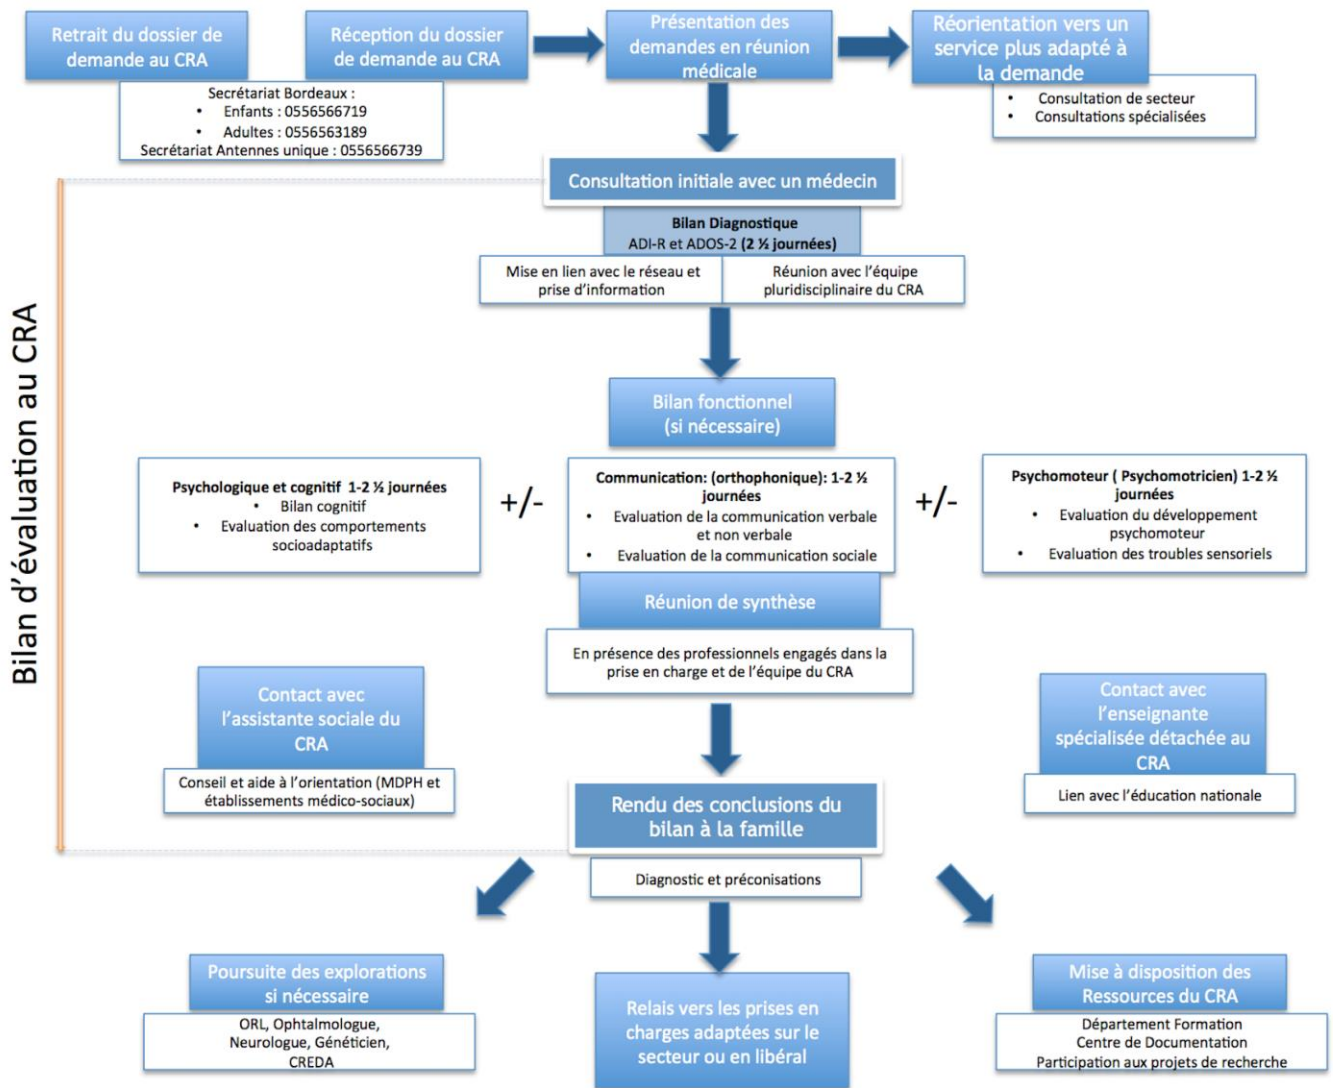 Retrait du dossier de
demande au CRA
Réception du dossier
de demande au CRA
Présentation des
demandes en réunion
médicale
Réorientation vers un
service plus adapté à
la demande
Secrétariat Bordeaux :
• Enfants : 0556566719
• Adultes : 0556563189
Secrétariat Antennes unique : 0556566739
• Consultation de secteur
• Consultations spécialisées
Bilan d'évaluation au CRA
Consultation initiale avec un médecin
Bilan Diagnostique
ADI-R et ADOS-2 (2 ½ journées)
Mise en lien avec le réseau et
prise d'information
Réunion avec l'équipe
pluridisciplinaire du CRA
Bilan fonctionnel
(si nécessaire)
Psychologique et cognitif 1-2 ½ journées
• Bilan cognitif
• Evaluation des comportements
socioadaptatifs
+/-
Communication: (orthophonique): 1-2 ½
journées
• Evaluation de la communication verbale
et non verbale
• Evaluation de la communication sociale
+/-
Psychomoteur ( Psychomotricien) 1-2 ½
journées
• Evaluation du développement
psychomoteur
• Evaluation des troubles sensoriels
Réunion de synthèse
En présence des professionnels engagés dans la
prise en charge et de l'équipe du CRA
Contact avec
l'assistante sociale du
CRA
Conseil et aide à l'orientation (MDPH et
établissements médico-sociaux)
Contact avec
l'enseignante
spécialisée détachée au
CRA
Lien avec l'éducation nationale
Rendu des conclusions du
bilan à la famille
Diagnostic et préconisations
Poursuite des explorations
si nécessaire
ORL, Ophtalmologue,
Neurologue, Généticien,
CREDA
Relais vers les prises en
charges adaptées sur le
secteur ou en libéral
Mise à disposition des
Ressources du CRA
Département Formation
Centre de Documentation
Participation aux projets de recherche